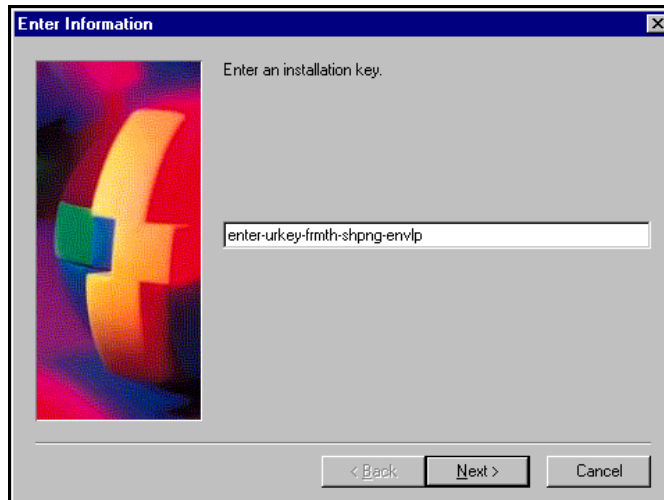 Enter Information
Enter an installation key.
enter-urkey-frmth-shpng-envlp
< Back
Next >
Cancel